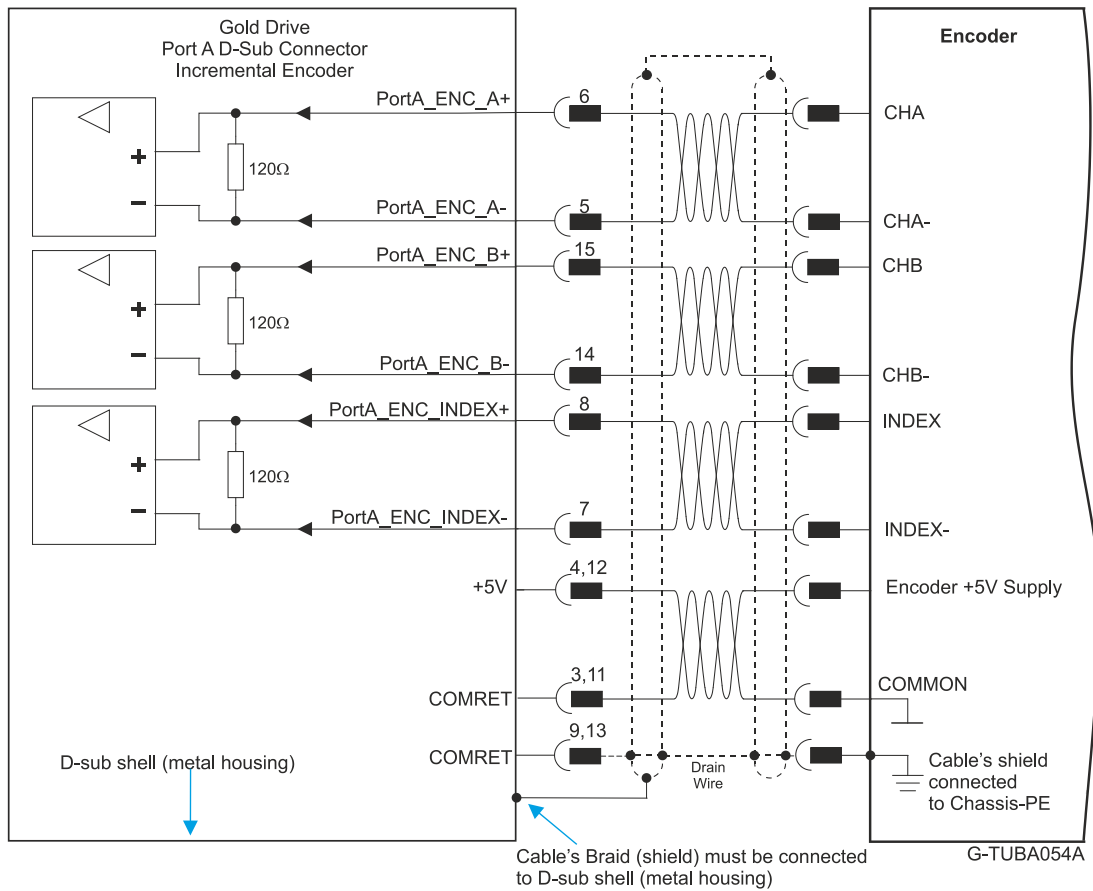 Gold Drive
Port A D-Sub Connector
Incremental Encoder
Encoder
PortA_ENC_A+
6
CHA
+
120Ω
−
PortA_ENC_A-
5
CHA-
PortA_ENC_B+
15
CHB
+
120Ω
−
PortA_ENC_B-
14
CHB-
PortA_ENC_INDEX+
8
INDEX
+
120Ω
−
PortA_ENC_INDEX-
7
INDEX-
+5V
4,12
Encoder +5V Supply
COMRET
3,11
COMMON
COMRET
9,13
Drain
Wire
Cable's shield
connected
to Chassis-PE
D-sub shell (metal housing)
Cable's Braid (shield) must be connected
to D-sub shell (metal housing)
G-TUBA054A